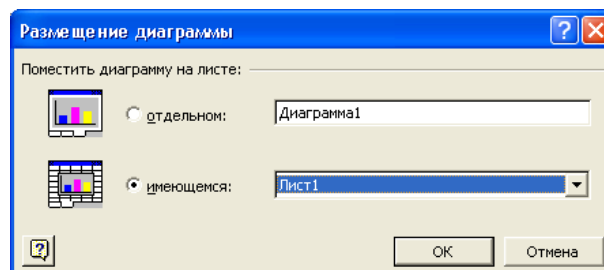 Размещение диаграммы
Поместить диаграмму на листе:
отдельном: Диаграмма1
имеющемся: Лист1
ОК Отмена